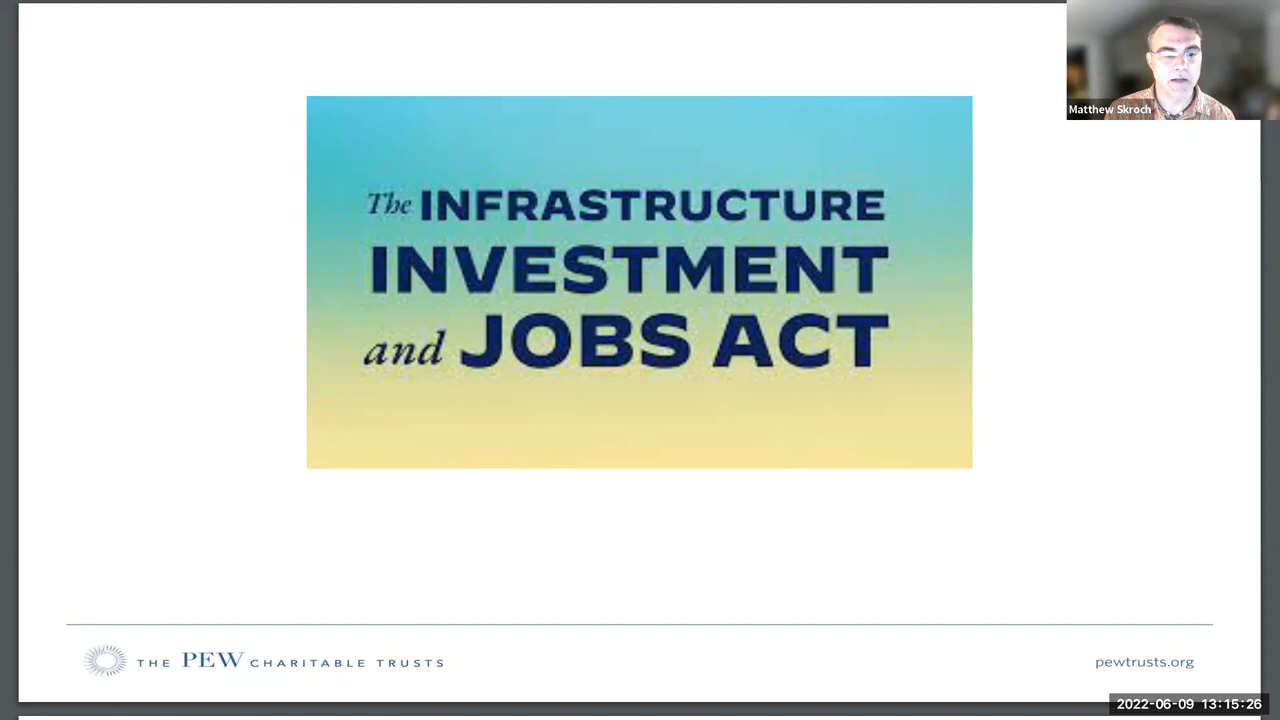 Matthew Skroch
The INFRASTRUCTURE
INVESTMENT
and JOBS ACT
THE PEW CHARITABLE TRUSTS
pewtrusts.org
2022-06-09 13:15:26